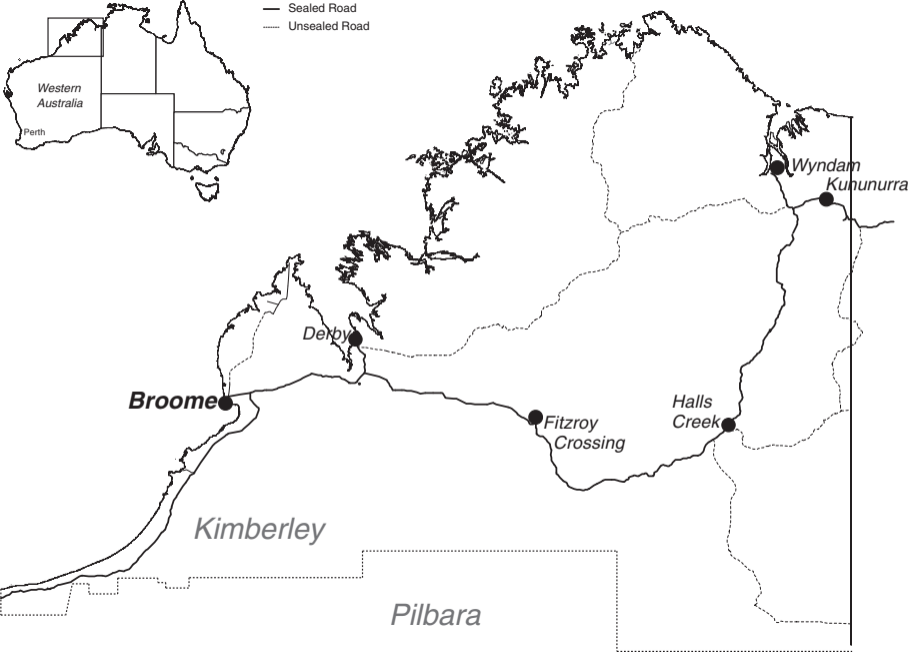 Sealed Road
Unsealed Road
Western
Australia
Perth
Wyndam
Kununurra
Derby
Broome
Halls
Creek
Fitzroy
Crossing
Kimberley
Pilbara